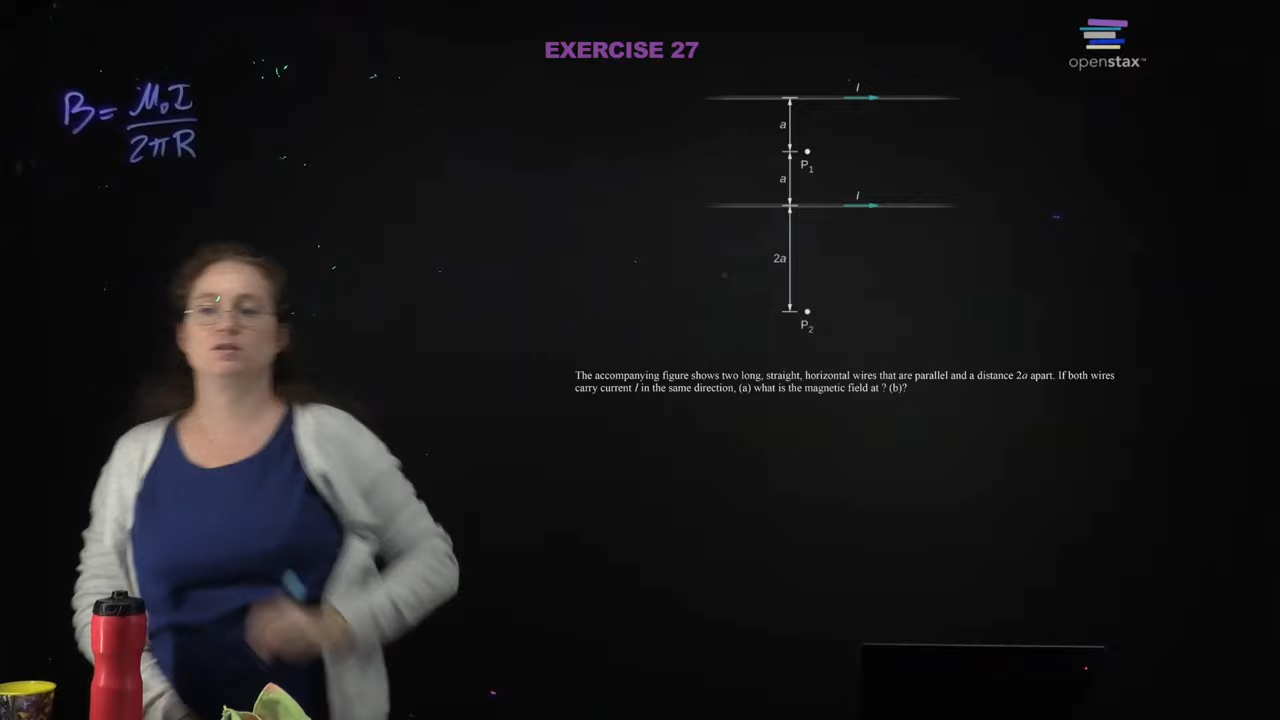 EXERCISE 27
openstax™
B = μ₀I / 2πR
I
a
P₁
a
I
2a
P₂
The accompanying figure shows two long, straight, horizontal wires that are parallel and a distance 2a apart. If both wires
carry current I in the same direction, (a) what is the magnetic field at ? (b)?